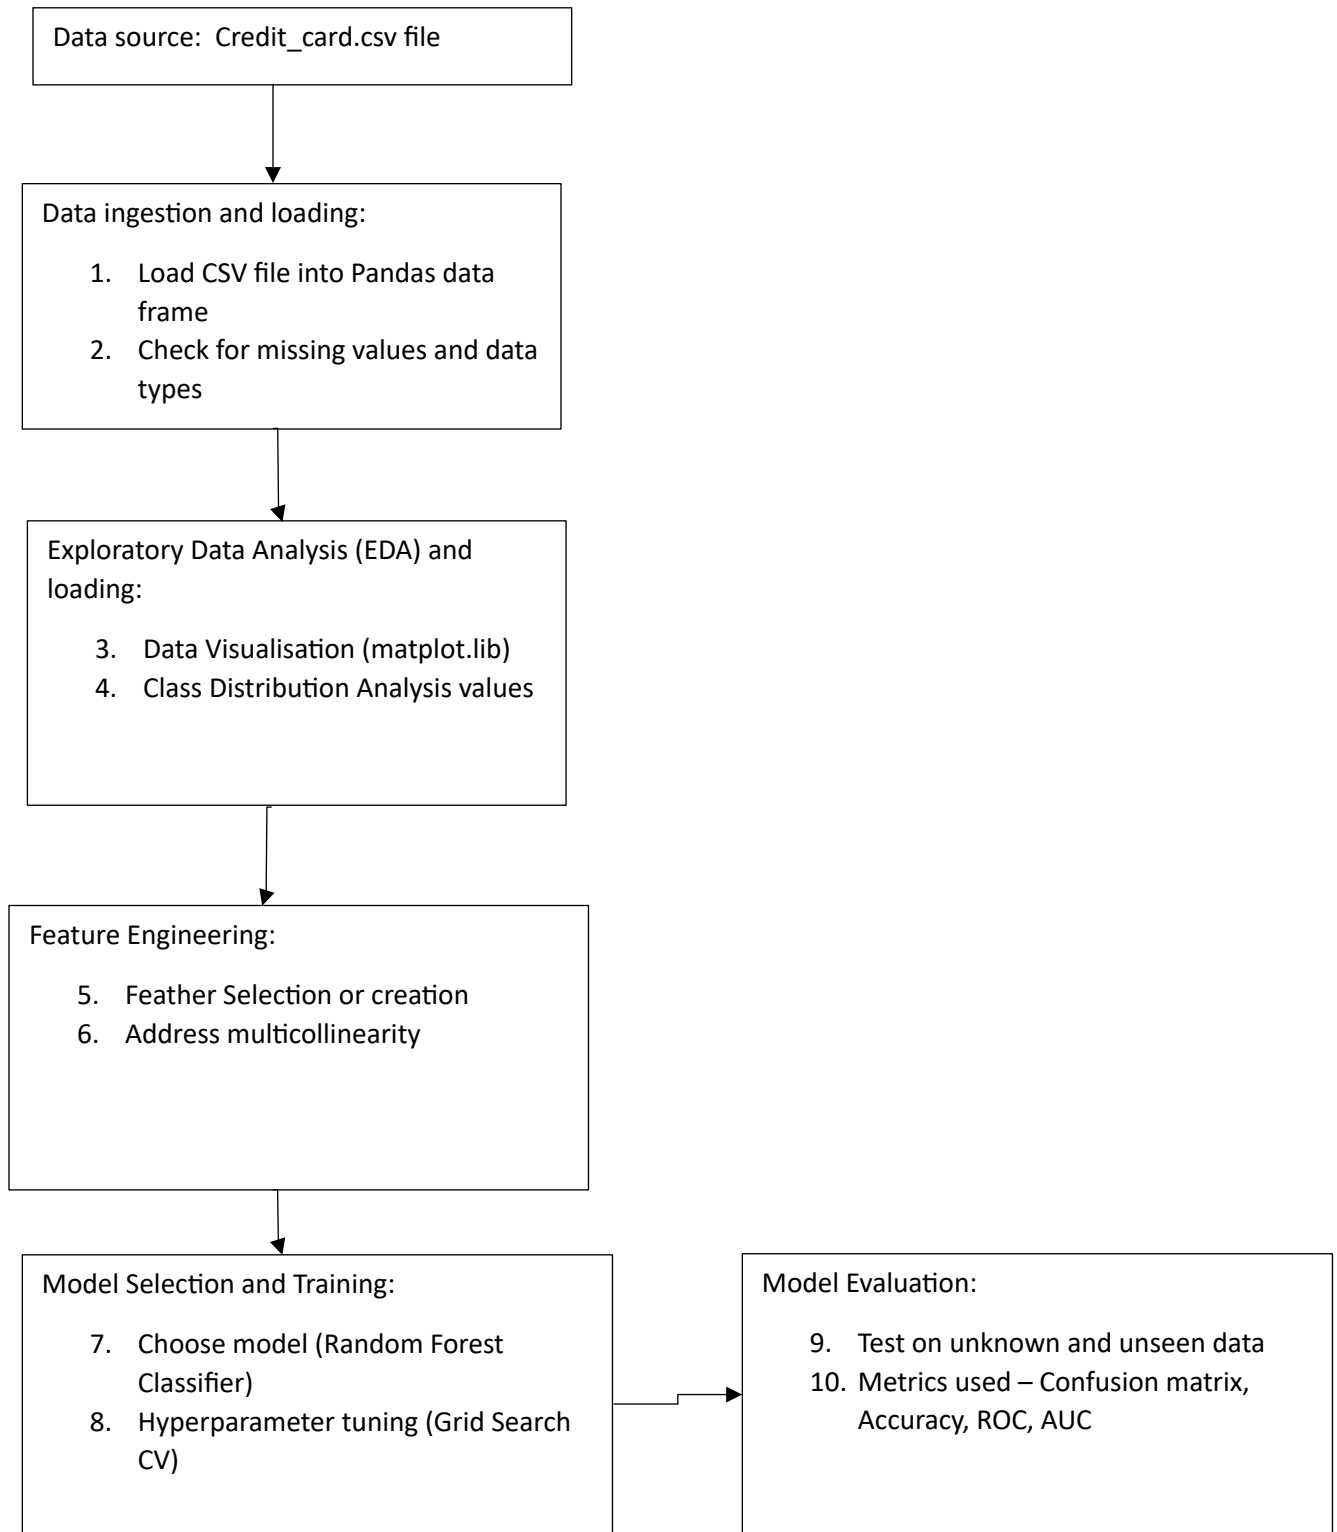 Data source:  Credit_card.csv file
Data ingestion and loading:
1. Load CSV file into Pandas data
frame
2. Check for missing values and data
types
Exploratory Data Analysis (EDA) and
loading:
3. Data Visualisation (matplot.lib)
4. Class Distribution Analysis values
Feature Engineering:
5. Feather Selection or creation
6. Address multicollinearity
Model Selection and Training:
7. Choose model (Random Forest
Classifier)
8. Hyperparameter tuning (Grid Search
CV)
Model Evaluation:
9. Test on unknown and unseen data
10. Metrics used – Confusion matrix,
Accuracy, ROC, AUC